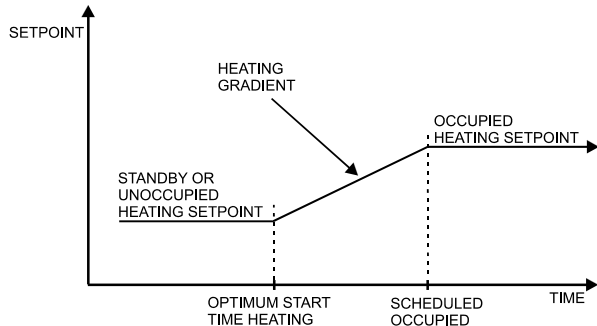 SETPOINT
HEATING
GRADIENT
OCCUPIED
HEATING SETPOINT
STANDBY OR
UNOCCUPIED
HEATING SETPOINT
TIME
OPTIMUM START
TIME HEATING
SCHEDULED
OCCUPIED